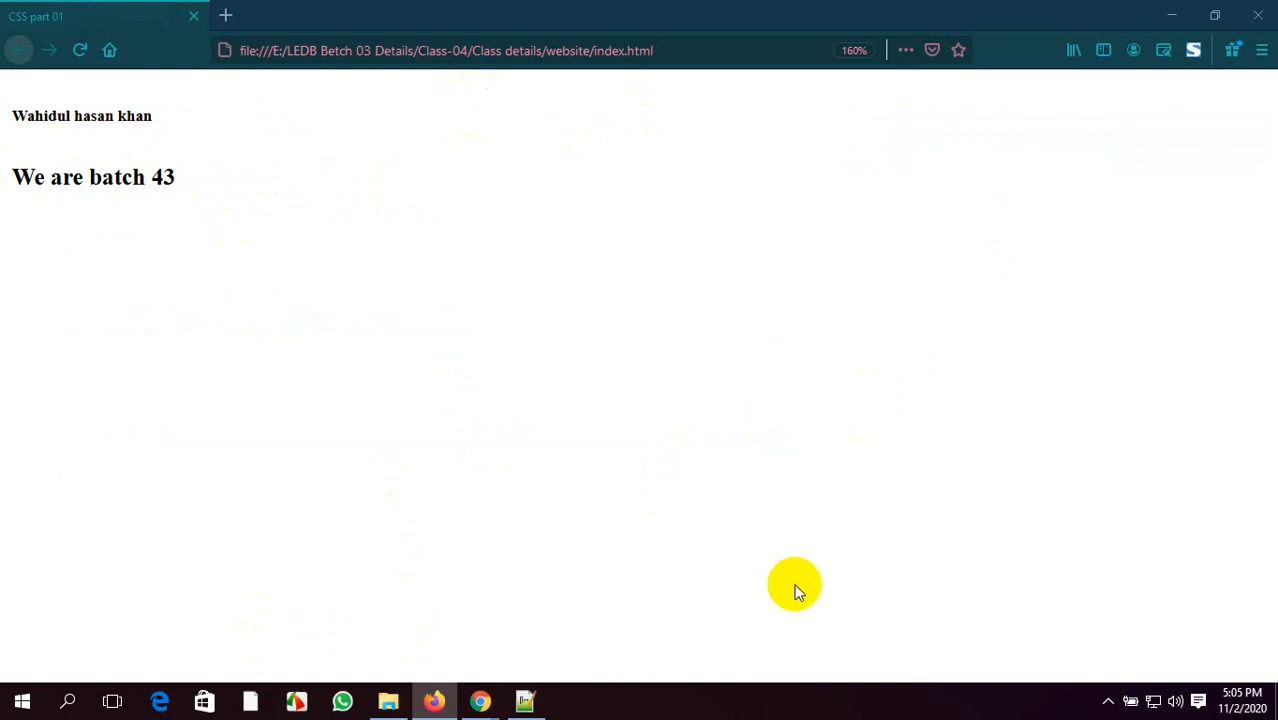 CSS part 01
file:///E:/LEDB Betch 03 Details/Class-04/Class details/website/index.html
160%
Wahidul hasan khan
We are batch 43
5:05 PM
11/2/2020